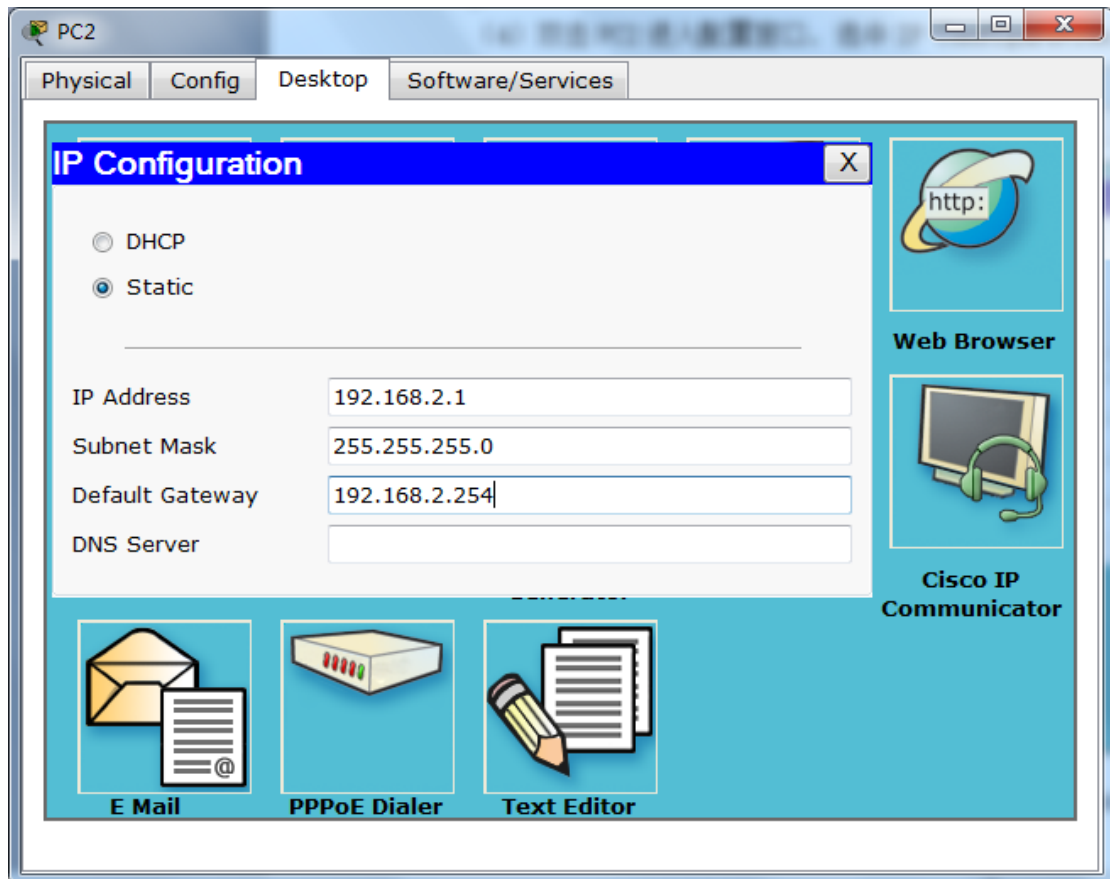 PC2
Physical Config Desktop Software/Services
IP Configuration X
DHCP
Static
IP Address 192.168.2.1
Subnet Mask 255.255.255.0
Default Gateway 192.168.2.254
DNS Server
http:
Web Browser
Cisco IP
Communicator
@
E Mail
PPPoE Dialer
Text Editor